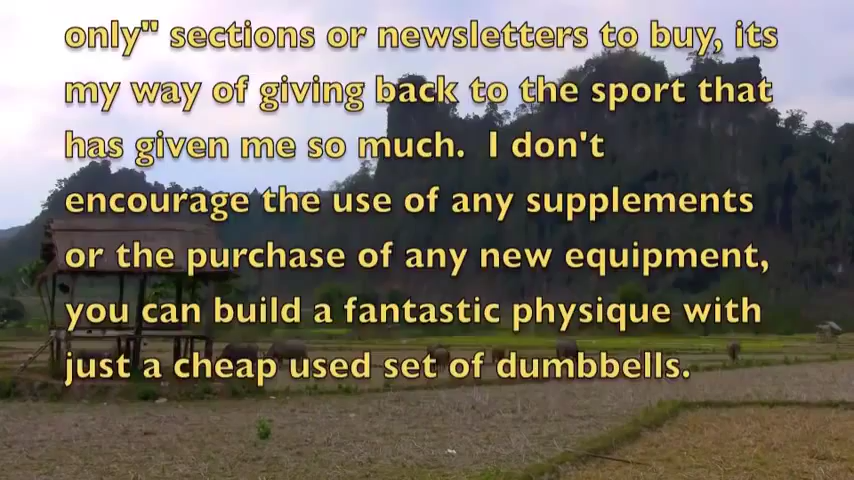 only" sections or newsletters to buy, its
my way of giving back to the sport that
has given me so much.  I don't
encourage the use of any supplements
or the purchase of any new equipment,
you can build a fantastic physique with
just a cheap used set of dumbbells.